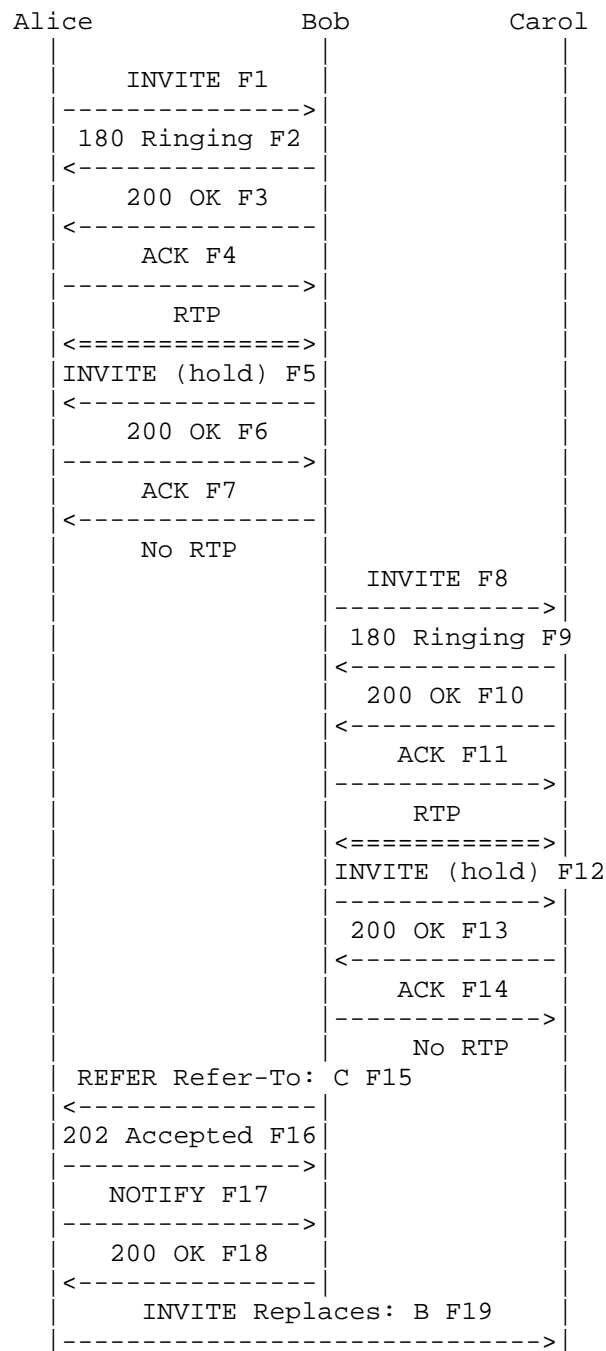 Alice Bob Carol
INVITE F1
180 Ringing F2
200 OK F3
ACK F4
RTP
INVITE (hold) F5
200 OK F6
ACK F7
No RTP
INVITE F8
180 Ringing F9
200 OK F10
ACK F11
RTP
INVITE (hold) F12
200 OK F13
ACK F14
No RTP
REFER Refer-To: C F15
202 Accepted F16
NOTIFY F17
200 OK F18
INVITE Replaces: B F19